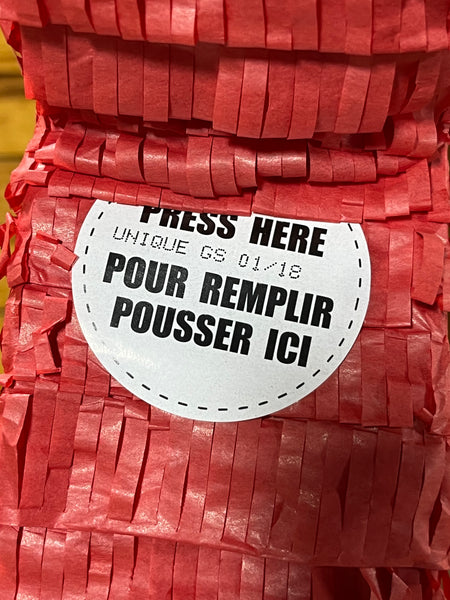 PRESS HERE
UNIQUE GS 01/18
POUR REMPLIR
POUSSER ICI